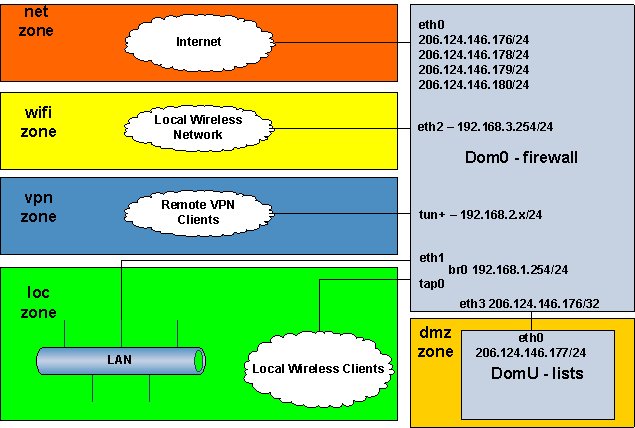 net
zone
Internet
eth0
206.124.146.176/24
206.124.146.178/24
206.124.146.179/24
206.124.146.180/24
wifi
zone
Local Wireless
Network
eth2 – 192.168.3.254/24
Dom0 - firewall
vpn
zone
Remote VPN
Clients
tun+ – 192.168.2.x/24
eth1
br0 192.168.1.254/24
tap0
loc
zone
LAN
Local Wireless Clients
eth3 206.124.146.176/32
dmz
zone
eth0
206.124.146.177/24
DomU - lists